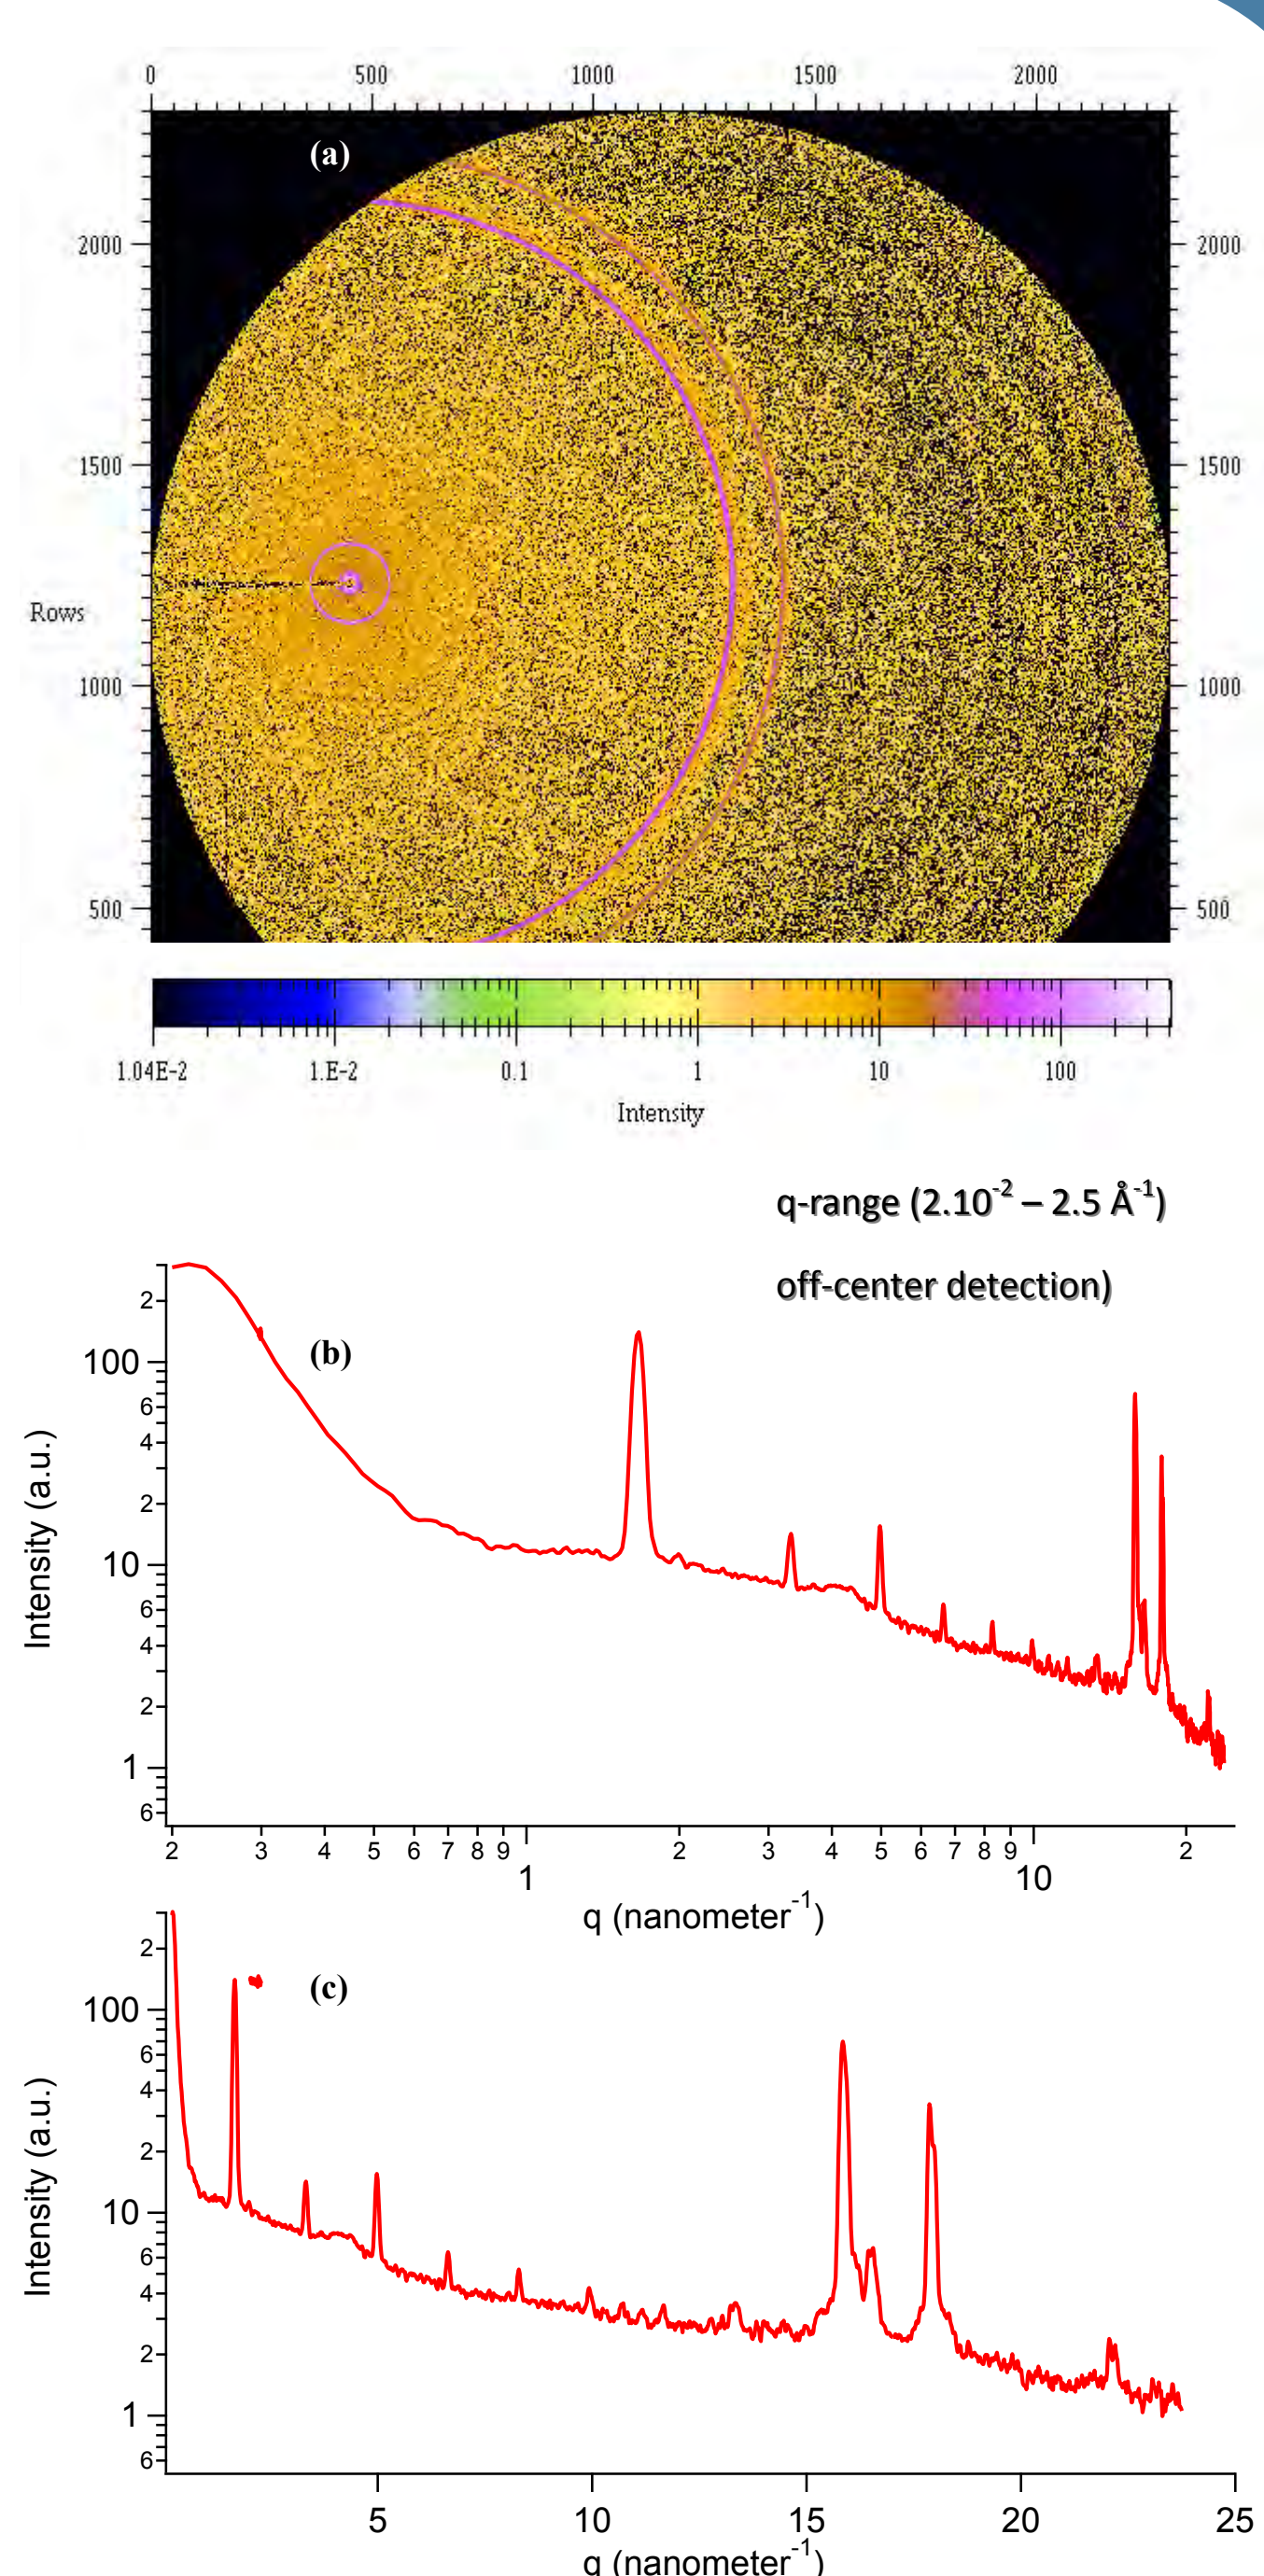 0 500 1000 1500 2000
(a)
2000 2000
1500 1500
Rows
1000 1000
500 500
1.04E-2 1.E-2 0.1 1 10 100
Intensity
q-range (2.10-2 – 2.5 Å-1)
off-center detection)
(b)
Intensity (a.u.)
2
100
6
4
2
10
6
4
2
1
6
2 3 4 5 6 7 8 9 2 3 4 5 6 7 8 9 2
1 10
q (nanometer-1)
(c)
Intensity (a.u.)
2
100
6
4
2
10
6
4
2
1
6
5 10 15 20 25
q (nanometer-1)